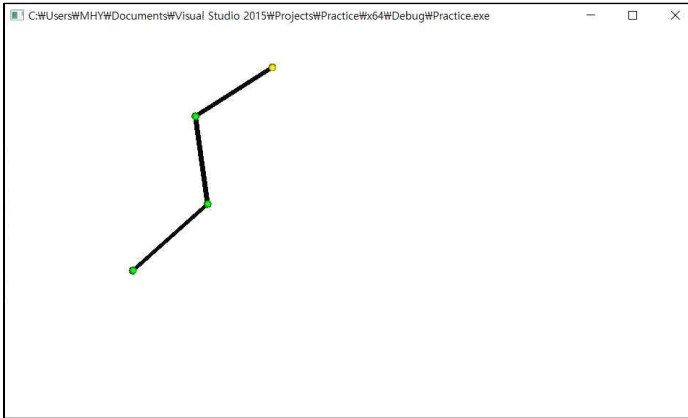 C:₩Users₩MHY₩Documents₩Visual Studio 2015₩Projects₩Practice₩x64₩Debug₩Practice.exe